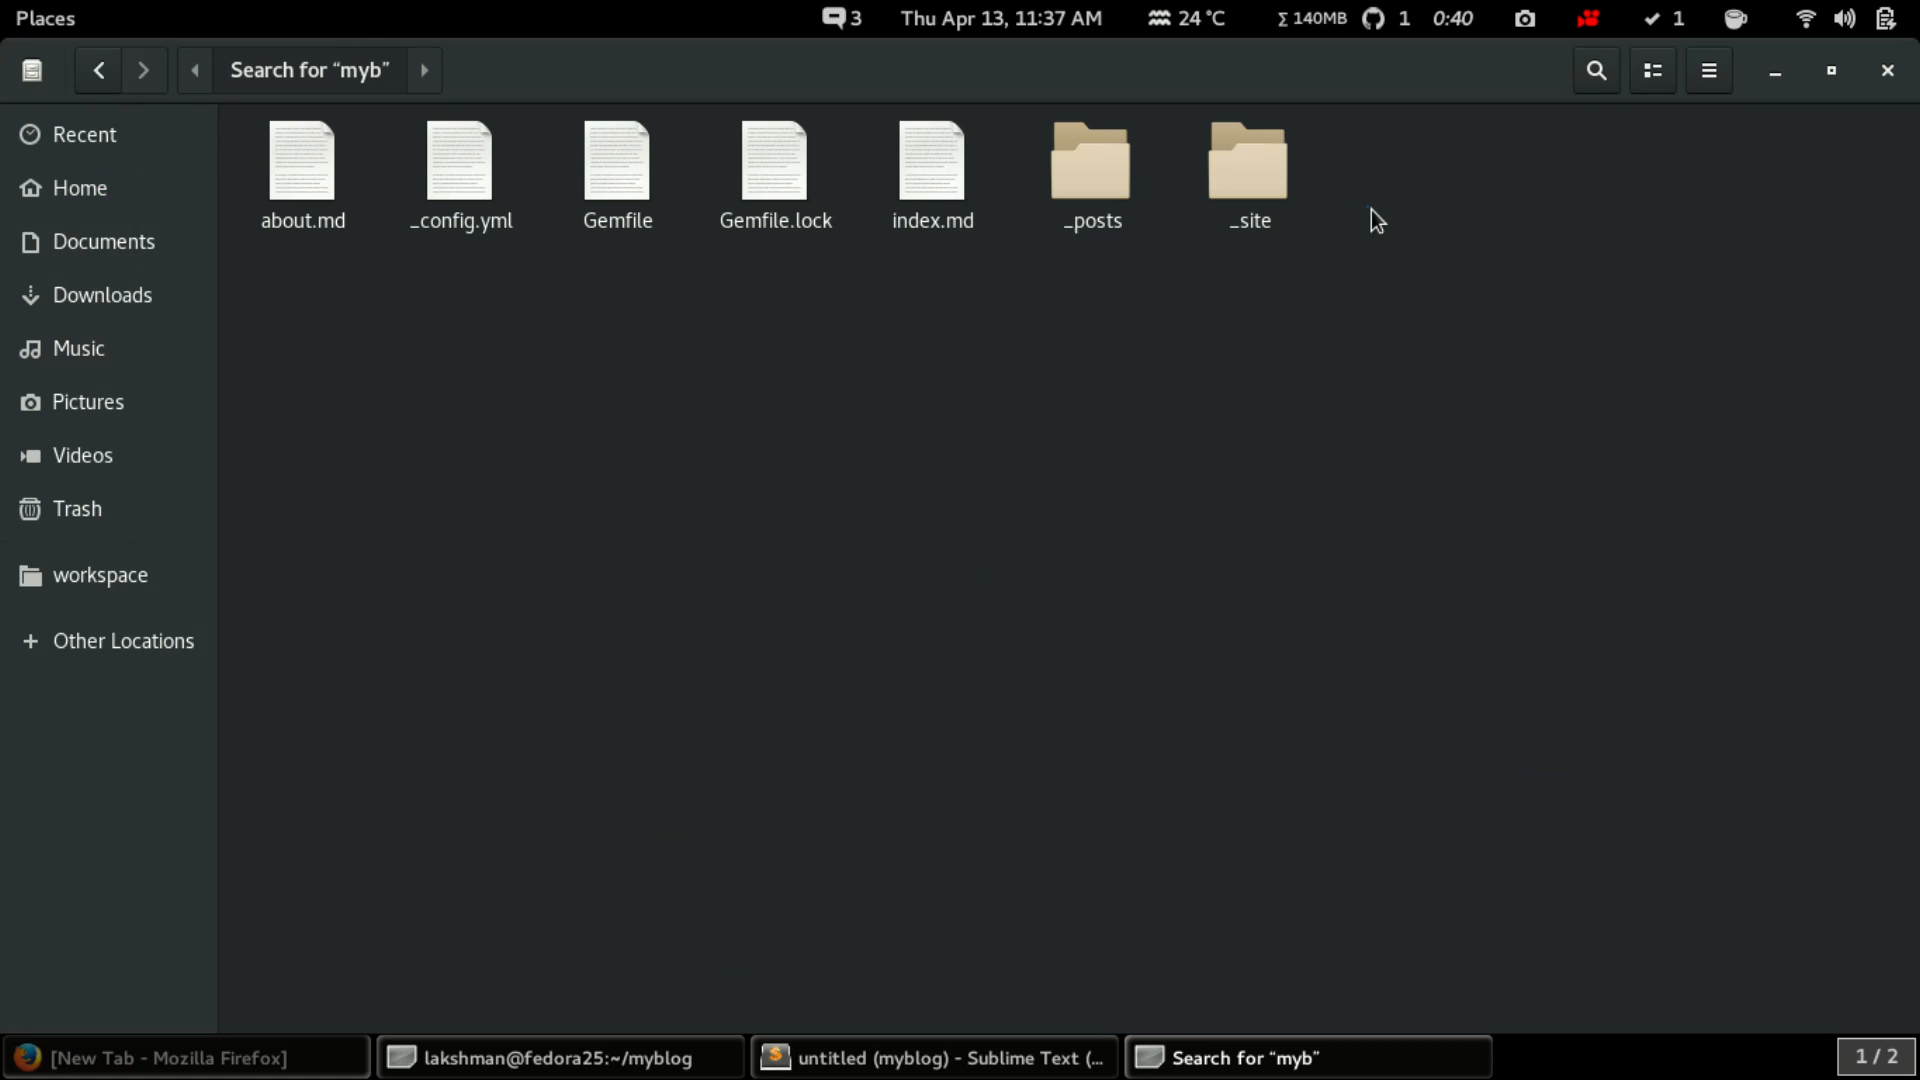 Places 3 Thu Apr 13, 11:37 AM 24 °C Σ 140MB 1 0:40 1
Search for “myb”
Recent
Home
Documents
Downloads
Music
Pictures
Videos
Trash
workspace
Other Locations
about.md _config.yml Gemfile Gemfile.lock index.md _posts _site
[New Tab - Mozilla Firefox] lakshman@fedora25:~/myblog untitled (myblog) - Sublime Text (... Search for “myb” 1 / 2